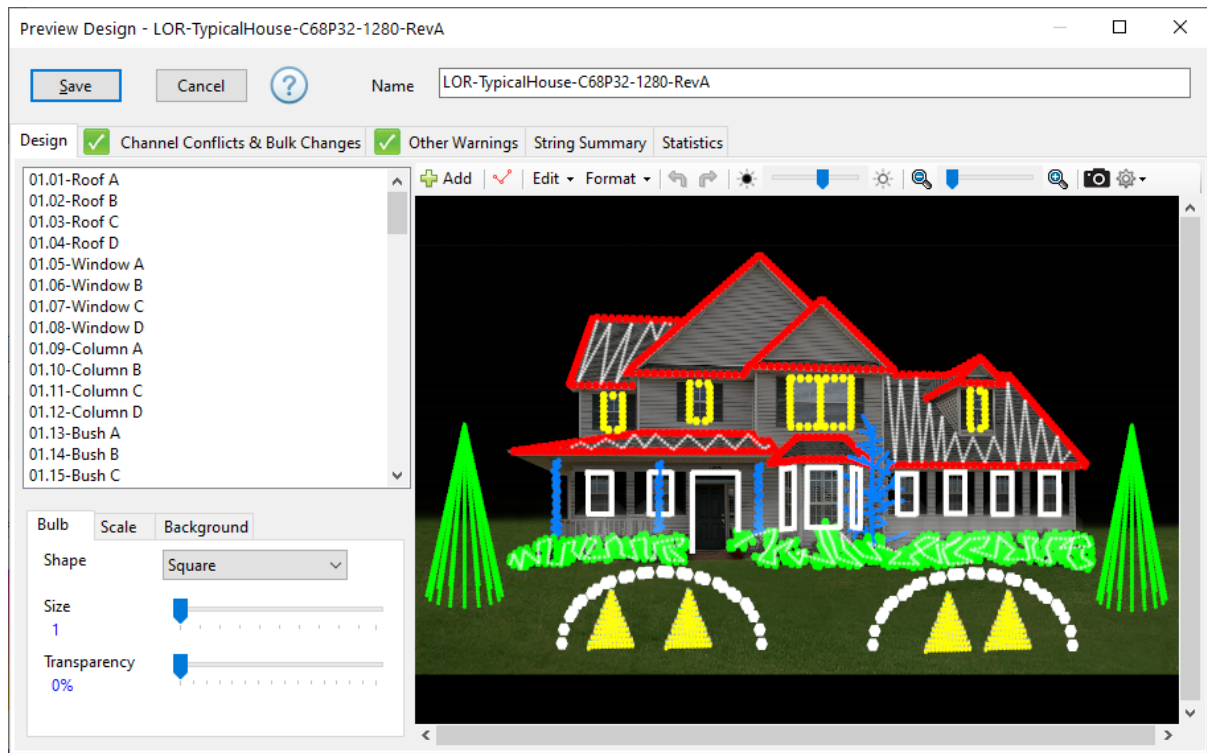 Preview Design - LOR-TypicalHouse-C68P32-1280-RevA
Save Cancel ? Name LOR-TypicalHouse-C68P32-1280-RevA
Design Channel Conflicts & Bulk Changes Other Warnings String Summary Statistics
01.01-Roof A
01.02-Roof B
01.03-Roof C
01.04-Roof D
01.05-Window A
01.06-Window B
01.07-Window C
01.08-Window D
01.09-Column A
01.10-Column B
01.11-Column C
01.12-Column D
01.13-Bush A
01.14-Bush B
01.15-Bush C
Add Edit Format
Bulb Scale Background
Shape Square
Size
1
Transparency
0%